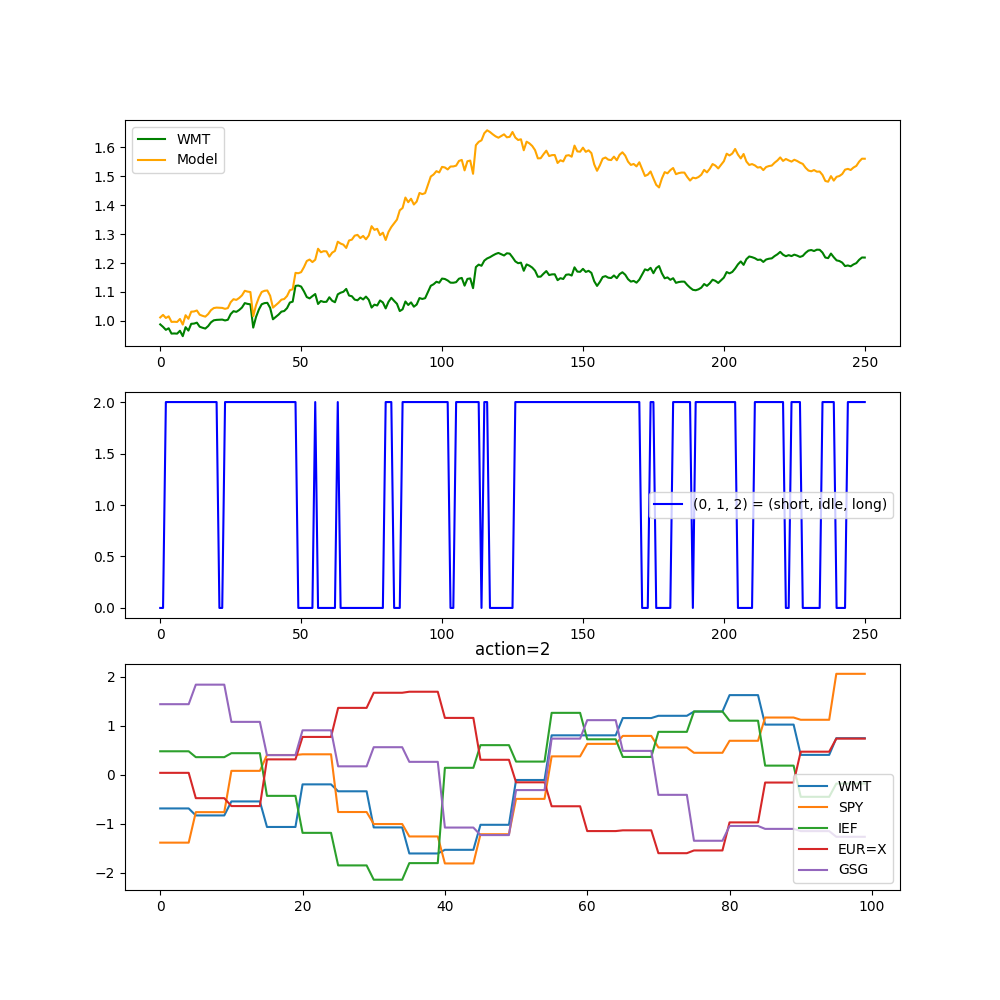 WMT
Model
1.6
1.5
1.4
1.3
1.2
1.1
1.0
0 50 100 150 200 250
2.0
1.5
1.0
0.5
0.0
(0, 1, 2) = (short, idle, long)
0 50 100 150 200 250
action=2
2
1
0
−1
−2
WMT
SPY
IEF
EUR=X
GSG
0 20 40 60 80 100